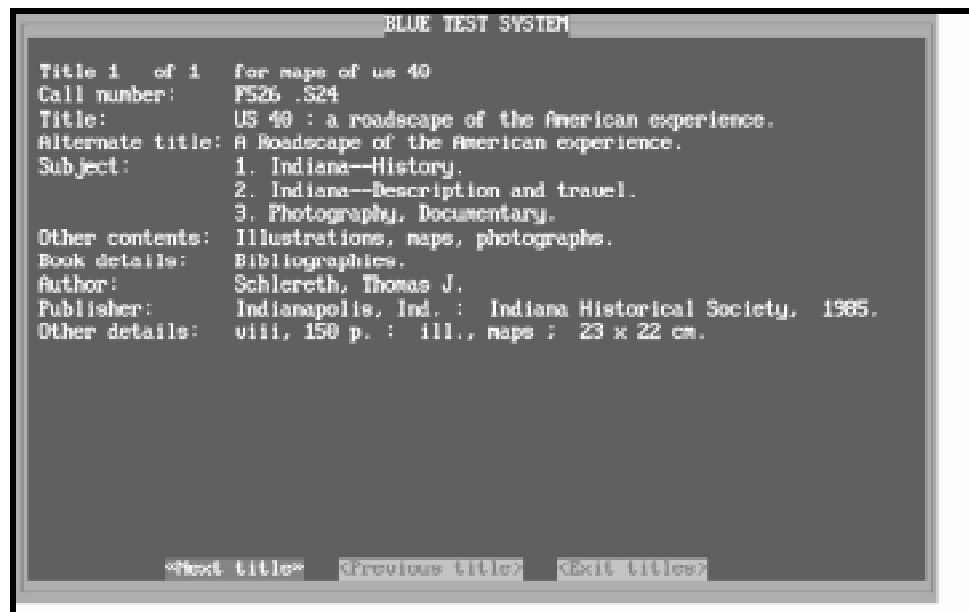 BLUE TEST SYSTEM
Title 1 of 1 for maps of us 40
Call number: F526 .S24
Title: US 40 : a roadscape of the American experience.
Alternate title: A Roadscape of the American experience.
Subject: 1. Indiana--History.
2. Indiana--Description and travel.
3. Photography, Documentary.
Other contents: Illustrations, maps, photographs.
Book details: Bibliographies.
Author: Schlereth, Thomas J.
Publisher: Indianapolis, Ind. : Indiana Historical Society, 1985.
Other details: viii, 150 p. : ill., maps ; 23 x 22 cm.
«Next title» <Previous title> <Exit titles>